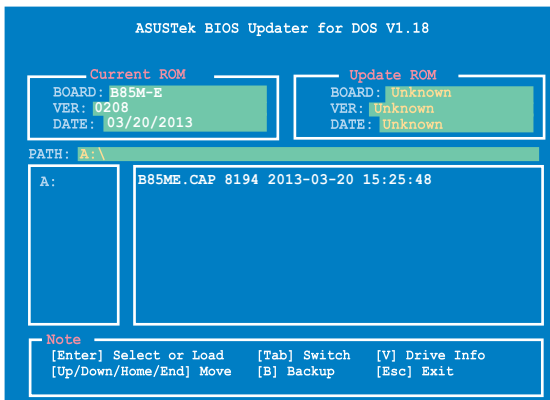 ASUSTek BIOS Updater for DOS V1.18
Current ROM
BOARD: B85M-E
VER: 0208
DATE: 03/20/2013
Update ROM
BOARD: Unknown
VER: Unknown
DATE: Unknown
PATH: A:\
A:
B85ME.CAP 8194 2013-03-20 15:25:48
Note
[Enter] Select or Load [Tab] Switch [V] Drive Info
[Up/Down/Home/End] Move [B] Backup [Esc] Exit